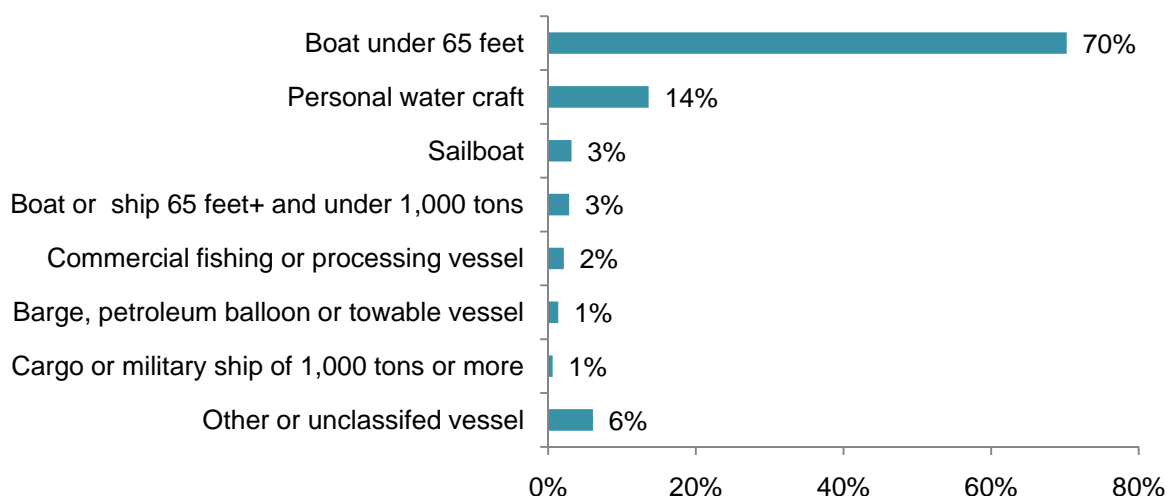 Boat under 65 feet 70%
Personal water craft 14%
Sailboat 3%
Boat or  ship 65 feet+ and under 1,000 tons 3%
Commercial fishing or processing vessel 2%
Barge, petroleum balloon or towable vessel 1%
Cargo or military ship of 1,000 tons or more 1%
Other or unclassifed vessel 6%
0% 20% 40% 60% 80%